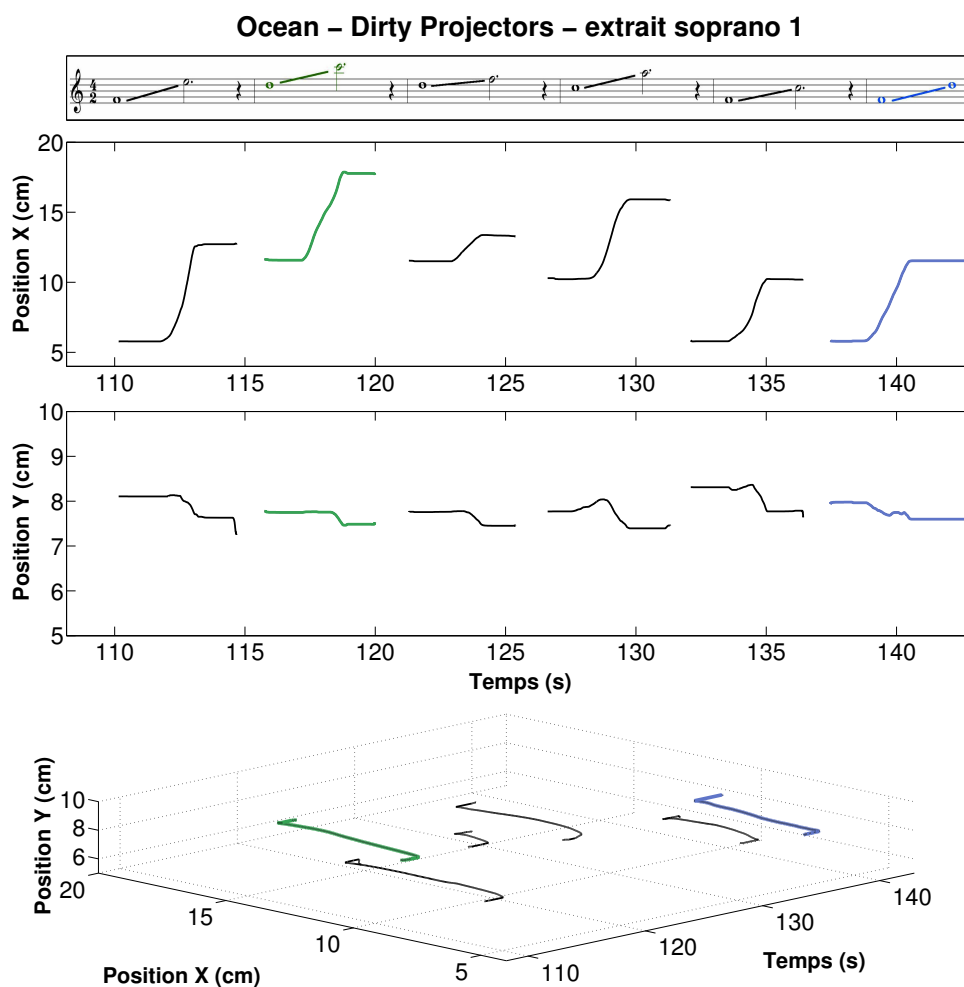 Ocean – Dirty Projectors – extrait soprano 1
4
2
20
15
10
5
Position X (cm)
110 115 120 125 130 135 140
10
9
8
7
6
5
Position Y (cm)
110 115 120 125 130 135 140
Temps (s)
10
8
6
Position Y (cm)
20
15
10
5
Position X (cm)
110
120
130
140
Temps (s)